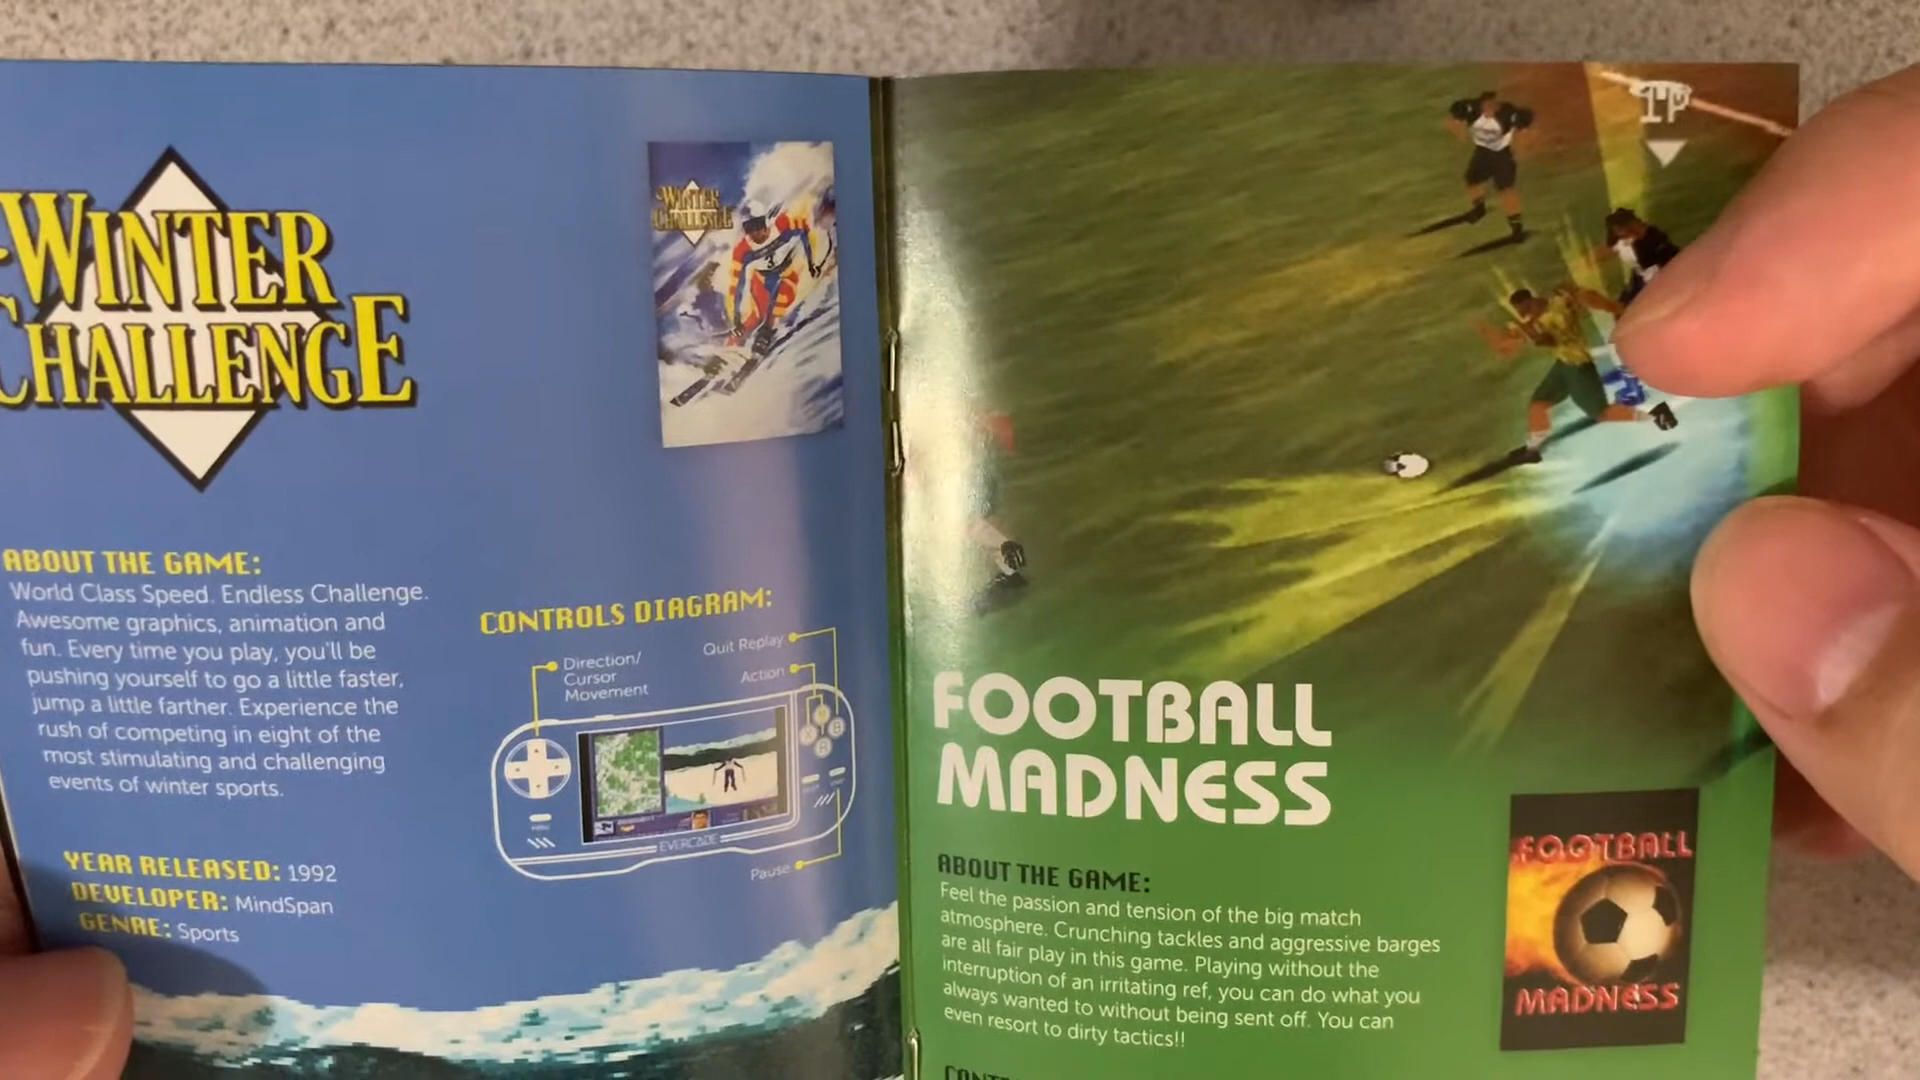 WINTER
CHALLENGE
WINTER
CHALLENGE
3
ABOUT THE GAME:
World Class Speed. Endless Challenge.
Awesome graphics, animation and
fun. Every time you play, you'll be
pushing yourself to go a little faster,
jump a little farther. Experience the
rush of competing in eight of the
most stimulating and challenging
events of winter sports.
YEAR RELEASED: 1992
DEVELOPER: MindSpan
GENRE: Sports
CONTROLS DIAGRAM:
Quit Replay
Direction/
Cursor
Movement
Action
Y
X B
A
MENU
EVERCADE
Pause
1P
FOOTBALL
MADNESS
ABOUT THE GAME:
Feel the passion and tension of the big match
atmosphere. Crunching tackles and aggressive barges
are all fair play in this game. Playing without the
interruption of an irritating ref, you can do what you
always wanted to without being sent off. You can
even resort to dirty tactics!!
FOOTBALL
MADNESS